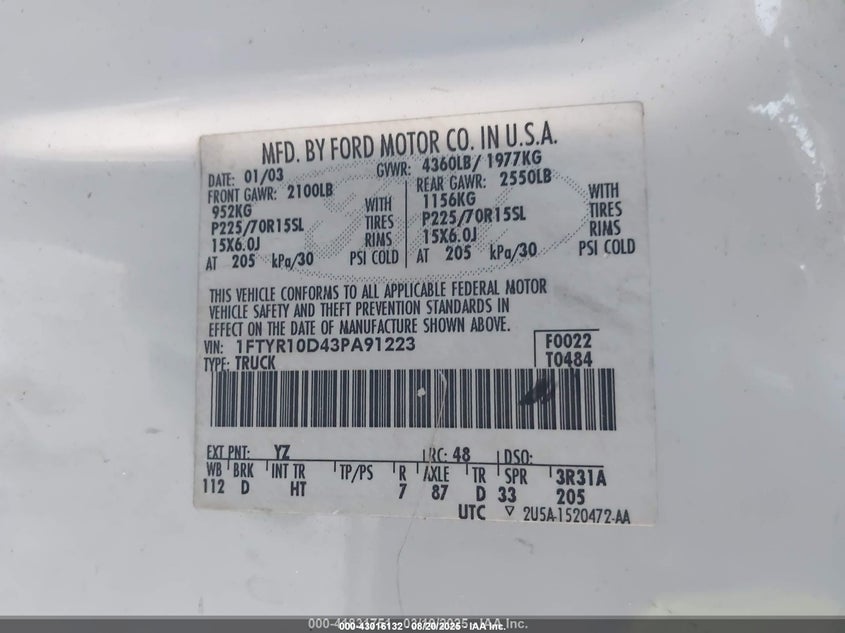 MFD. BY FORD MOTOR CO. IN U.S.A.
DATE: 01/03 GVWR: 4360LB/ 1977KG
FRONT GAWR: 2100LB REAR GAWR: 2550LB
952KG WITH 1156KG WITH
P225/70R15SL TIRES P225/70R15SL TIRES
15X6.0J RIMS 15X6.0J RIMS
AT 205 kPa/30 PSI COLD AT 205 kPa/30 PSI COLD
THIS VEHICLE CONFORMS TO ALL APPLICABLE FEDERAL MOTOR
VEHICLE SAFETY AND THEFT PREVENTION STANDARDS IN
EFFECT ON THE DATE OF MANUFACTURE SHOWN ABOVE.
VIN: 1FTYR10D43PA91223 F0022
TYPE: TRUCK T0484
EXT PNT: YZ RC: 48 DSO:
WB BRK INT TR TP/PS R AXLE TR SPR 3R31A
112 D HT 7 87 D 33 205
UTC ▽ 2U5A-1520472-AA
000-43016132 08/20/2025 IAA Inc.